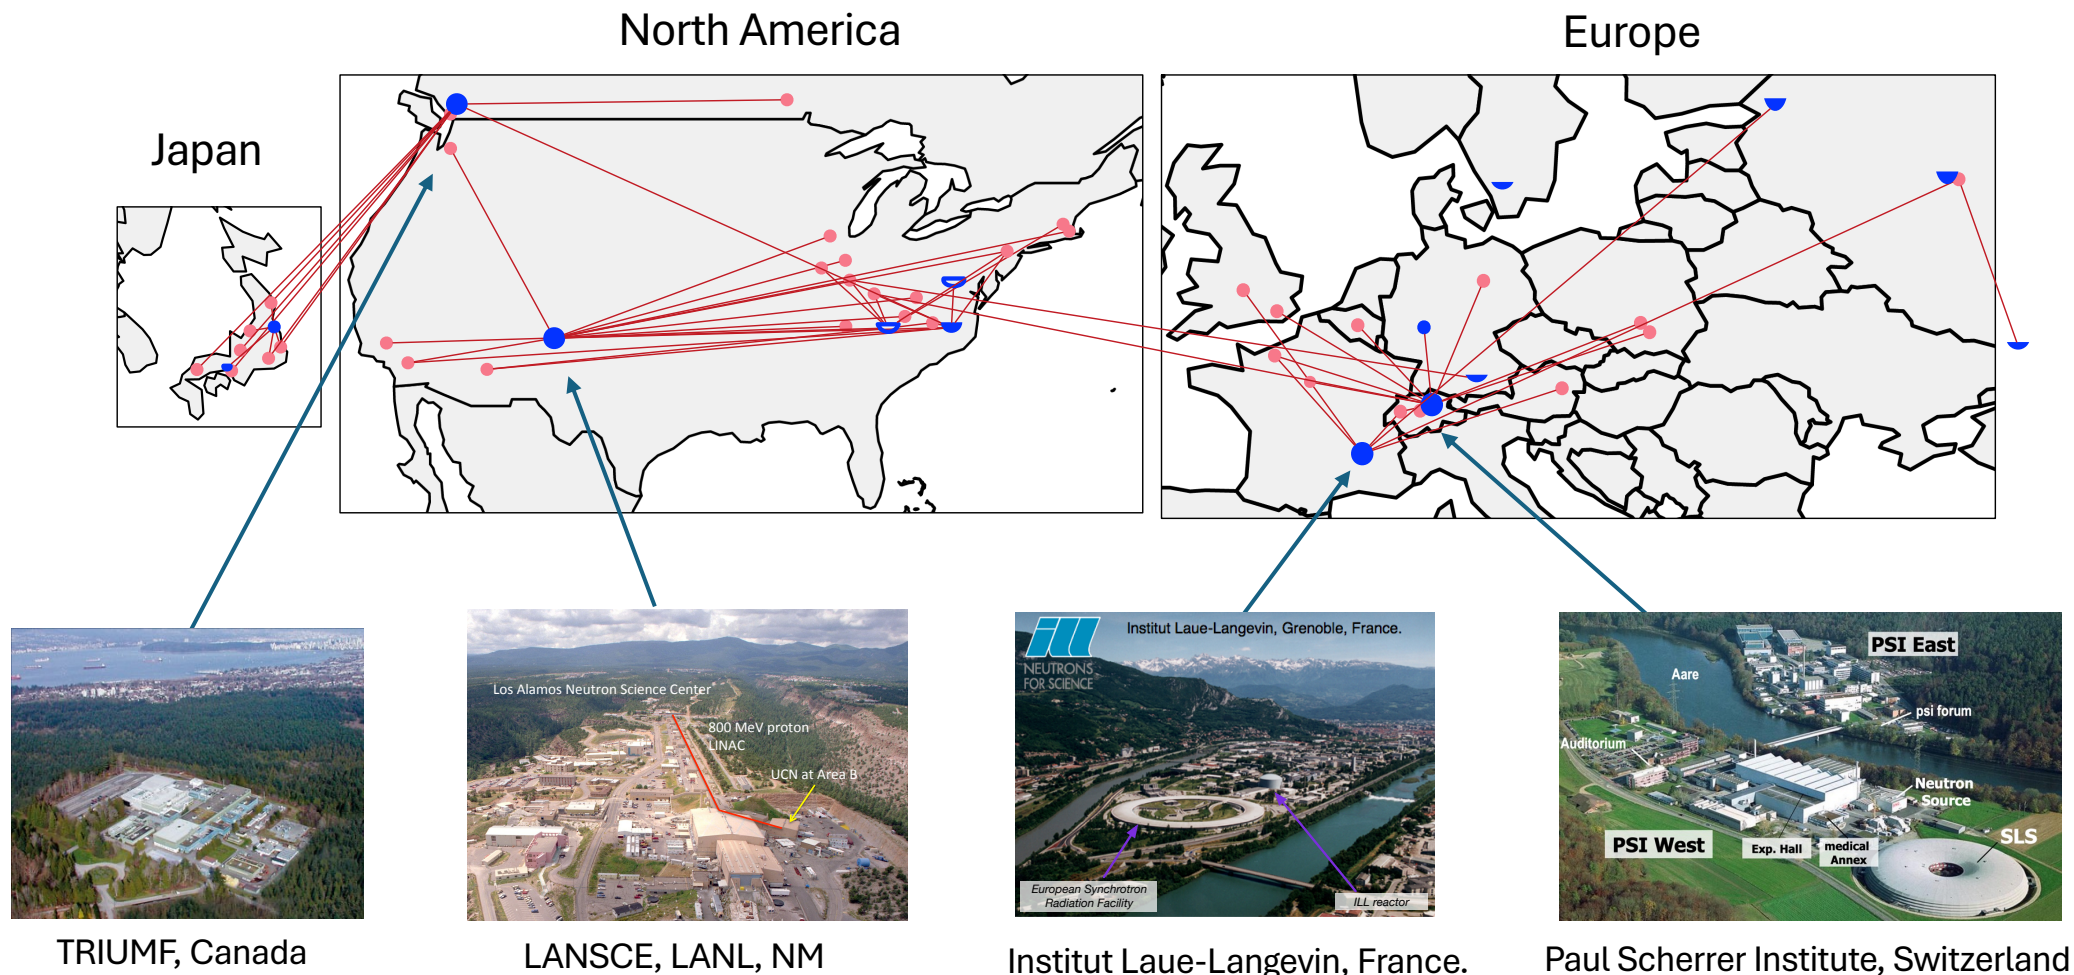 North America
Europe
Japan
Los Alamos Neutron Science Center
800 MeV proton
LINAC
UCN at Area B
ill
NEUTRONS
FOR SCIENCE
Institut Laue-Langevin, Grenoble, France.
European Synchrotron
Radiation Facility
ILL reactor
PSI East
Aare
psi forum
Auditorium
Neutron
Source
PSI West
Exp. Hall
medical
Annex
SLS
TRIUMF, Canada
LANSCE, LANL, NM
Institut Laue-Langevin, France.
Paul Scherrer Institute, Switzerland